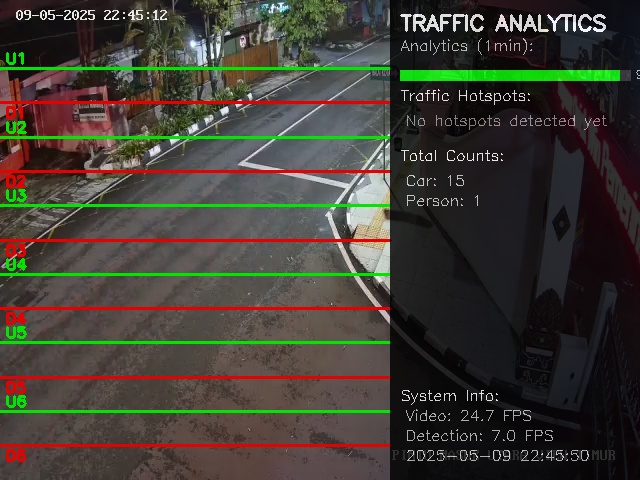 09-05-2025 22:45:12
TRAFFIC ANALYTICS
Analytics (1min):
Traffic Hotspots:
No hotspots detected yet
Total Counts:
Car: 15
Person: 1
U1
D1
U2
D2
U3
D3
U4
D4
U5
D5
U6
D6
System Info:
Video: 24.7 FPS
Detection: 7.0 FPS
2025-05-09 22:45:50